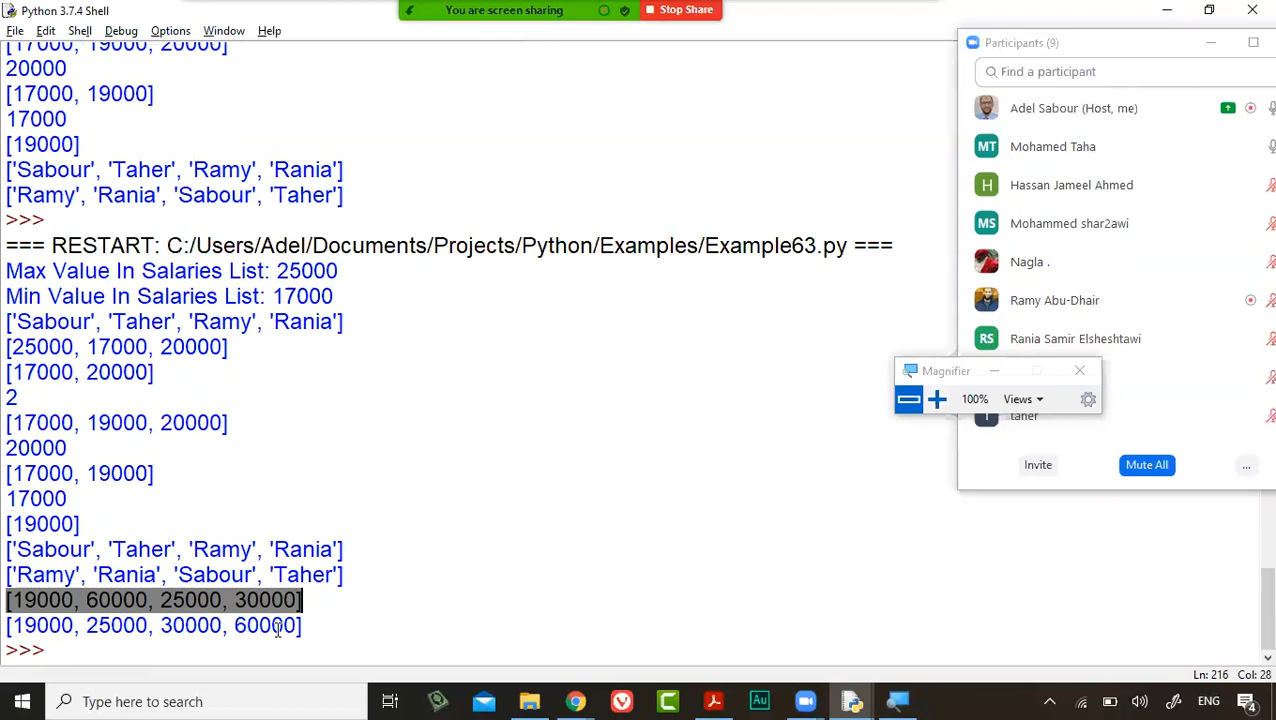 Python 3.7.4 Shell
You are screen sharing
Stop Share
File Edit Shell Debug Options Window Help
[17000, 19000, 20000]
20000
[17000, 19000]
17000
[19000]
['Sabour', 'Taher', 'Ramy', 'Rania']
['Ramy', 'Rania', 'Sabour', 'Taher']
>>>
=== RESTART: C:/Users/Adel/Documents/Projects/Python/Examples/Example63.py ===
Max Value In Salaries List: 25000
Min Value In Salaries List: 17000
['Sabour', 'Taher', 'Ramy', 'Rania']
[25000, 17000, 20000]
[17000, 20000]
2
[17000, 19000, 20000]
20000
[17000, 19000]
17000
[19000]
['Sabour', 'Taher', 'Ramy', 'Rania']
['Ramy', 'Rania', 'Sabour', 'Taher']
[19000, 60000, 25000, 30000]
[19000, 25000, 30000, 60000]
>>>
Participants (9)
Find a participant
Adel Sabour (Host, me)
MT Mohamed Taha
H Hassan Jameel Ahmed
MS Mohammed shar2awi
Nagla .
Ramy Abu-Dhair
RS Rania Samir Elsheshtawi
Magnifier
100% Views
taher
Invite Mute All ...
Ln: 216 Col: 28
Type here to search
Au
ENG
4